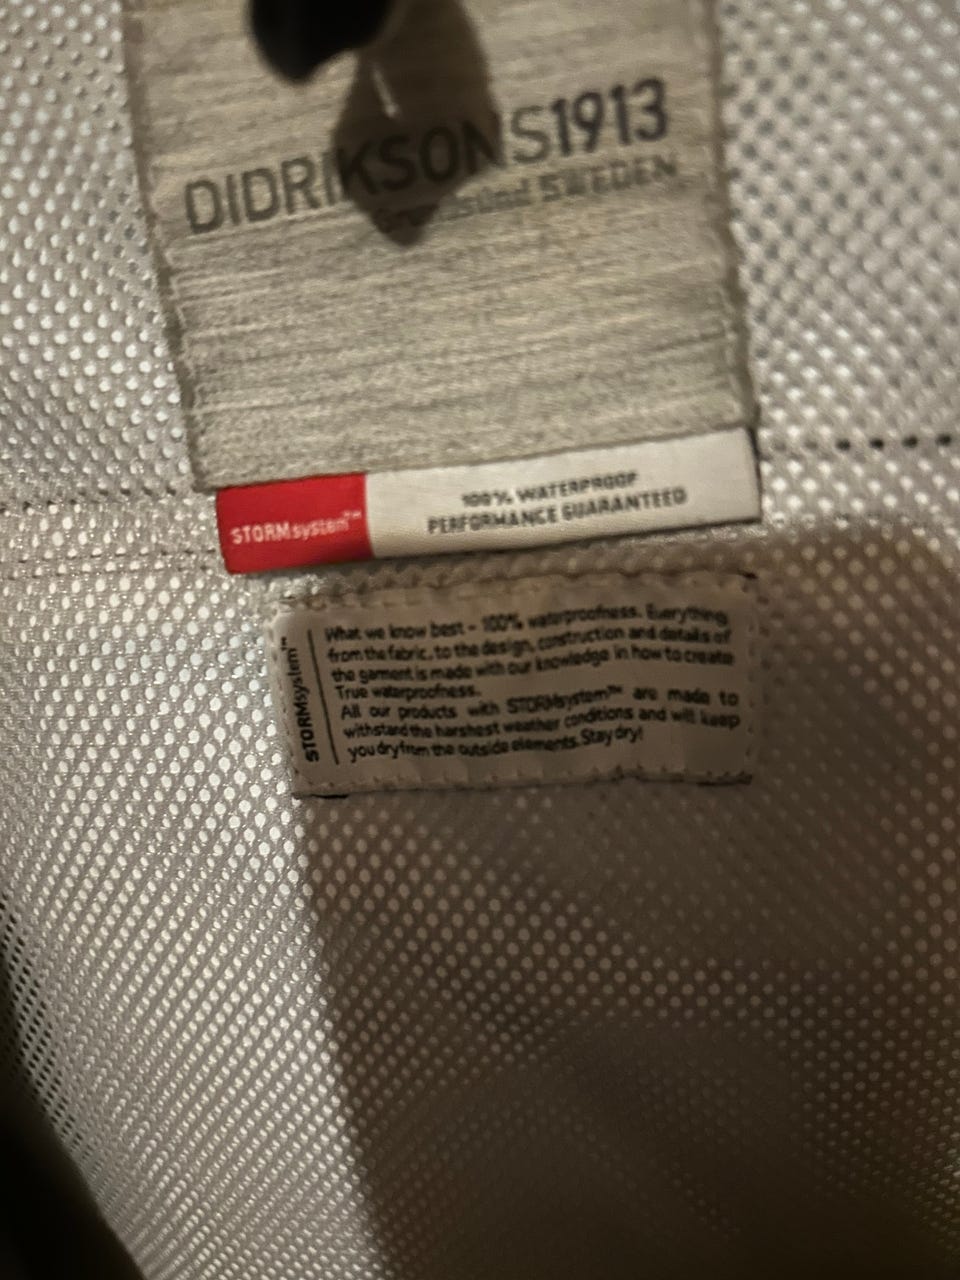 DIDRIKSONS1913
Grundsund SWEDEN
STORMsystem™
100% WATERPROOF
PERFORMANCE GUARANTEED
STORMsystem™
What we know best - 100% waterproofness. Everything
from the fabric, to the design, construction and details of
the garment is made with our knowledge in how to create
True waterproofness.
All our products with STORMsystem™ are made to
withstand the harshest weather conditions and will keep
you dry from the outside elements. Stay dry!